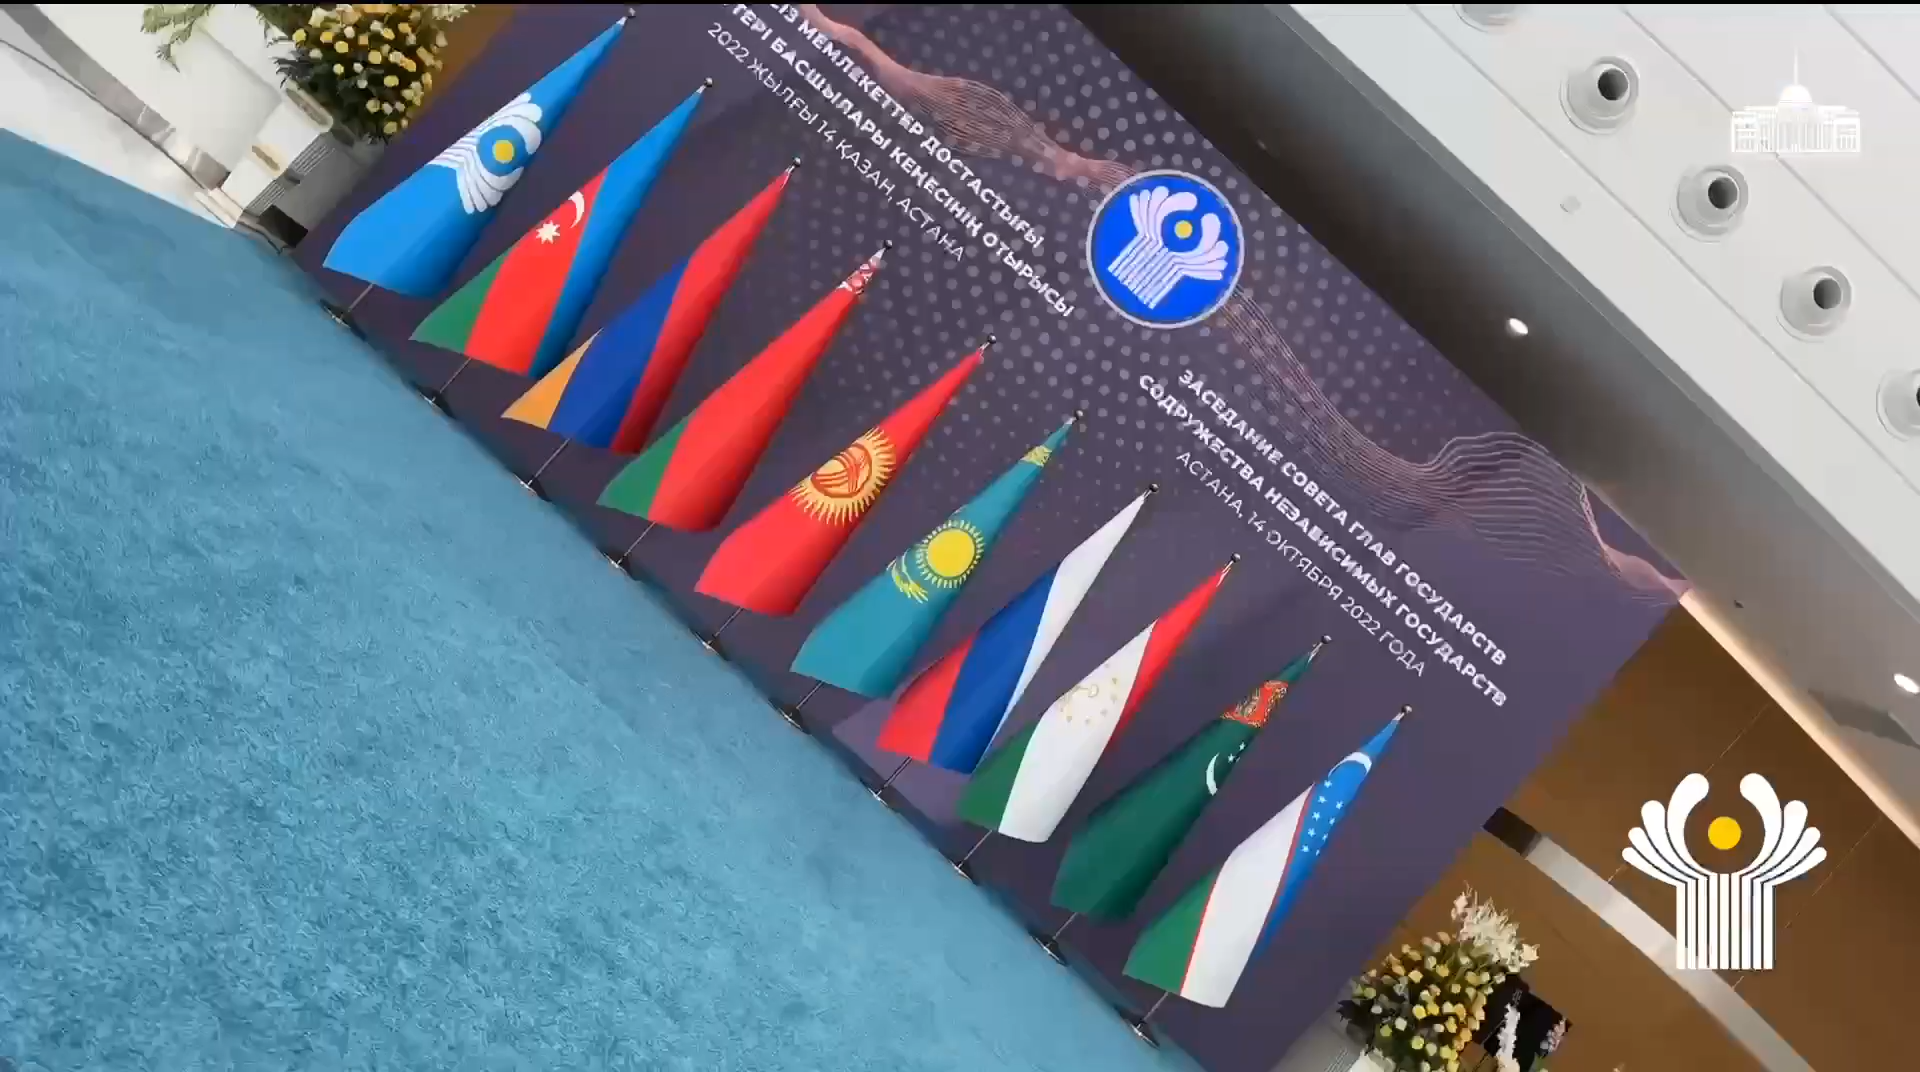 МЕМЛЕКЕТТЕР ДОСТАСТЫҒЫ
БАСШЫЛАРЫ КЕҢЕСІНІҢ ОТЫРЫСЫ
2022 ЖЫЛҒЫ 14 ҚАЗАН, АСТАНА
ЗАСЕДАНИЕ СОВЕТА ГЛАВ ГОСУДАРСТВ
СОДРУЖЕСТВА НЕЗАВИСИМЫХ ГОСУДАРСТВ
АСТАНА, 14 ОКТЯБРЯ 2022 ГОДА